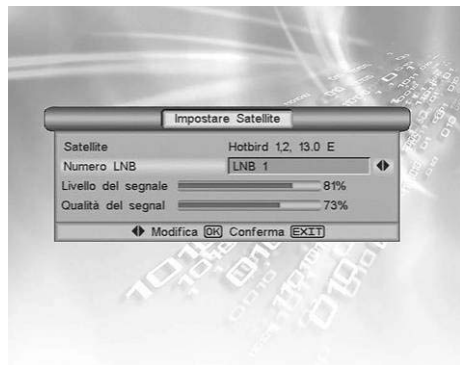 Impostare Satellite
Satellite Hotbird 1,2, 13.0 E
Numero LNB LNB 1
Livello del segnale 81%
Qualità del segnal 73%
Modifica OK Conferma EXIT